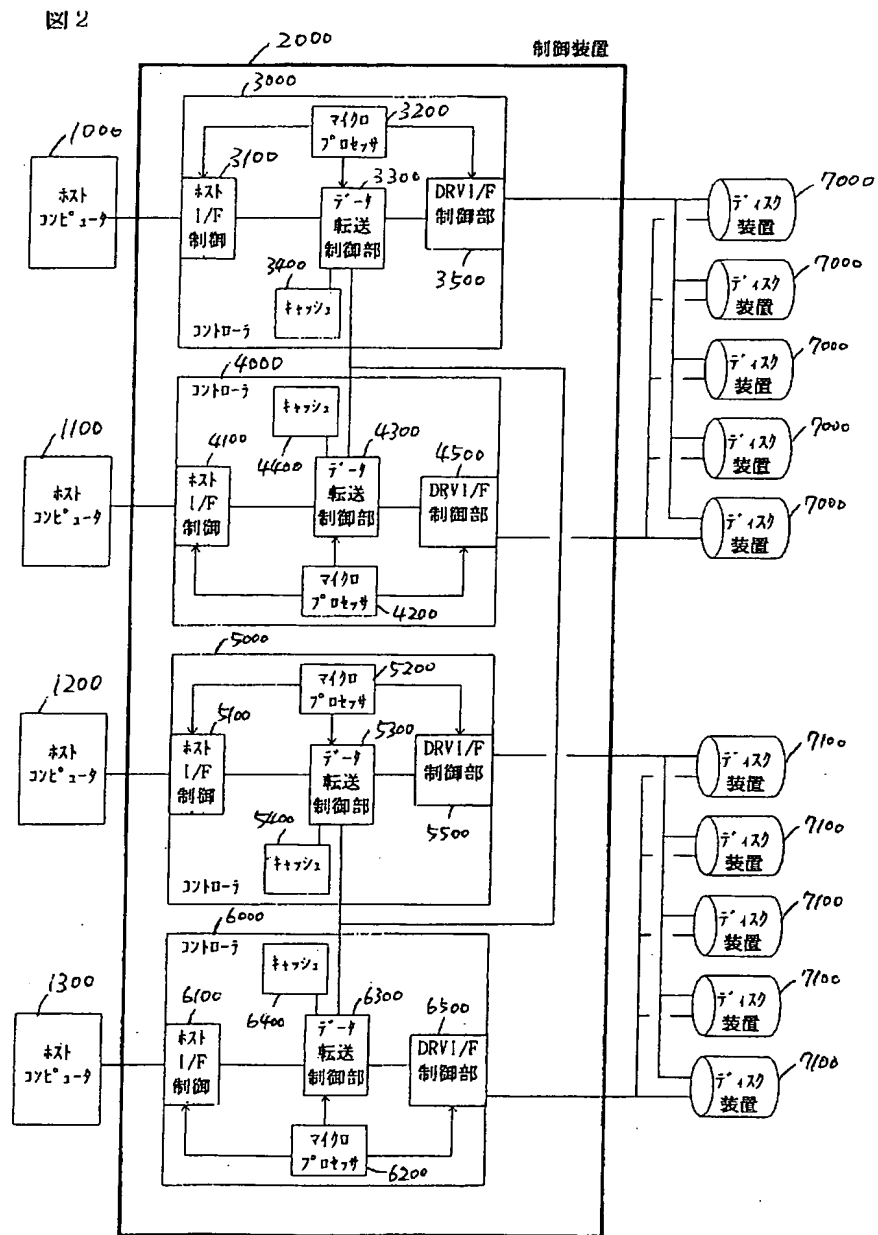 図2
2000
制御装置
3000
マイクロ
プロセッサ
3200
1000
ホスト
コンピュータ
3100
ホスト
I/F
制御
3300
データ
転送
制御部
DRVI/F
制御部
3500
3400
キャッシュ
コントローラ
7000
ディスク
装置
7000
ディスク
装置
7000
ディスク
装置
7000
ディスク
装置
7000
ディスク
装置
4000
コントローラ
キャッシュ
4400
1100
ホスト
コンピュータ
4100
ホスト
I/F
制御
4300
データ
転送
制御部
4500
DRVI/F
制御部
マイクロ
プロセッサ
4200
5000
マイクロ
プロセッサ
5200
1200
ホスト
コンピュータ
5100
ホスト
I/F
制御
5300
データ
転送
制御部
DRVI/F
制御部
5500
5400
キャッシュ
コントローラ
7100
ディスク
装置
7100
ディスク
装置
7100
ディスク
装置
7100
ディスク
装置
7100
ディスク
装置
6000
コントローラ
キャッシュ
6400
1300
ホスト
コンピュータ
6100
ホスト
I/F
制御
6300
データ
転送
制御部
6500
DRVI/F
制御部
マイクロ
プロセッサ
6200